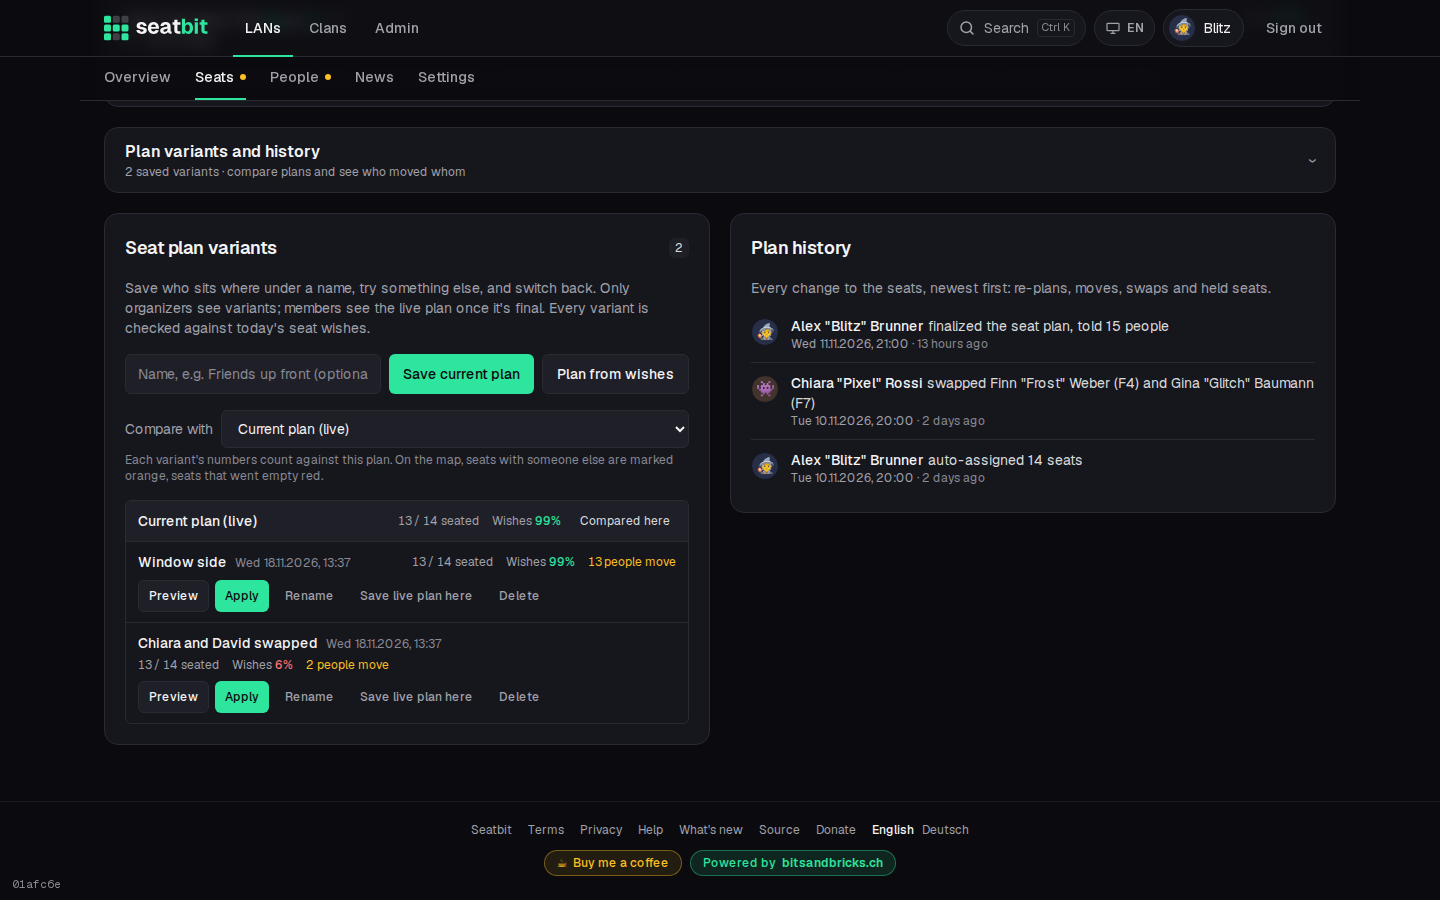 seatbit
LANs Clans Admin
Search Ctrl K
EN
Blitz
Sign out
Overview Seats People News Settings
Plan variants and history
2 saved variants · compare plans and see who moved whom
Seat plan variants
2
Save who sits where under a name, try something else, and switch back. Only
organizers see variants; members see the live plan once it's final. Every variant is
checked against today's seat wishes.
Name, e.g. Friends up front (optiona
Save current plan
Plan from wishes
Compare with Current plan (live)
Each variant's numbers count against this plan. On the map, seats with someone else are marked
orange, seats that went empty red.
Current plan (live) 13 / 14 seated Wishes 99% Compared here
Window side Wed 18.11.2026, 13:37 13 / 14 seated Wishes 99% 13 people move
Preview Apply Rename Save live plan here Delete
Chiara and David swapped Wed 18.11.2026, 13:37
13 / 14 seated Wishes 6% 2 people move
Preview Apply Rename Save live plan here Delete
Plan history
Every change to the seats, newest first: re-plans, moves, swaps and held seats.
Alex "Blitz" Brunner finalized the seat plan, told 15 people
Wed 11.11.2026, 21:00 · 13 hours ago
Chiara "Pixel" Rossi swapped Finn "Frost" Weber (F4) and Gina "Glitch" Baumann
(F7)
Tue 10.11.2026, 20:00 · 2 days ago
Alex "Blitz" Brunner auto-assigned 14 seats
Tue 10.11.2026, 20:00 · 2 days ago
Seatbit Terms Privacy Help What's new Source Donate English Deutsch
Buy me a coffee
Powered by bitsandbricks.ch
01afc6e